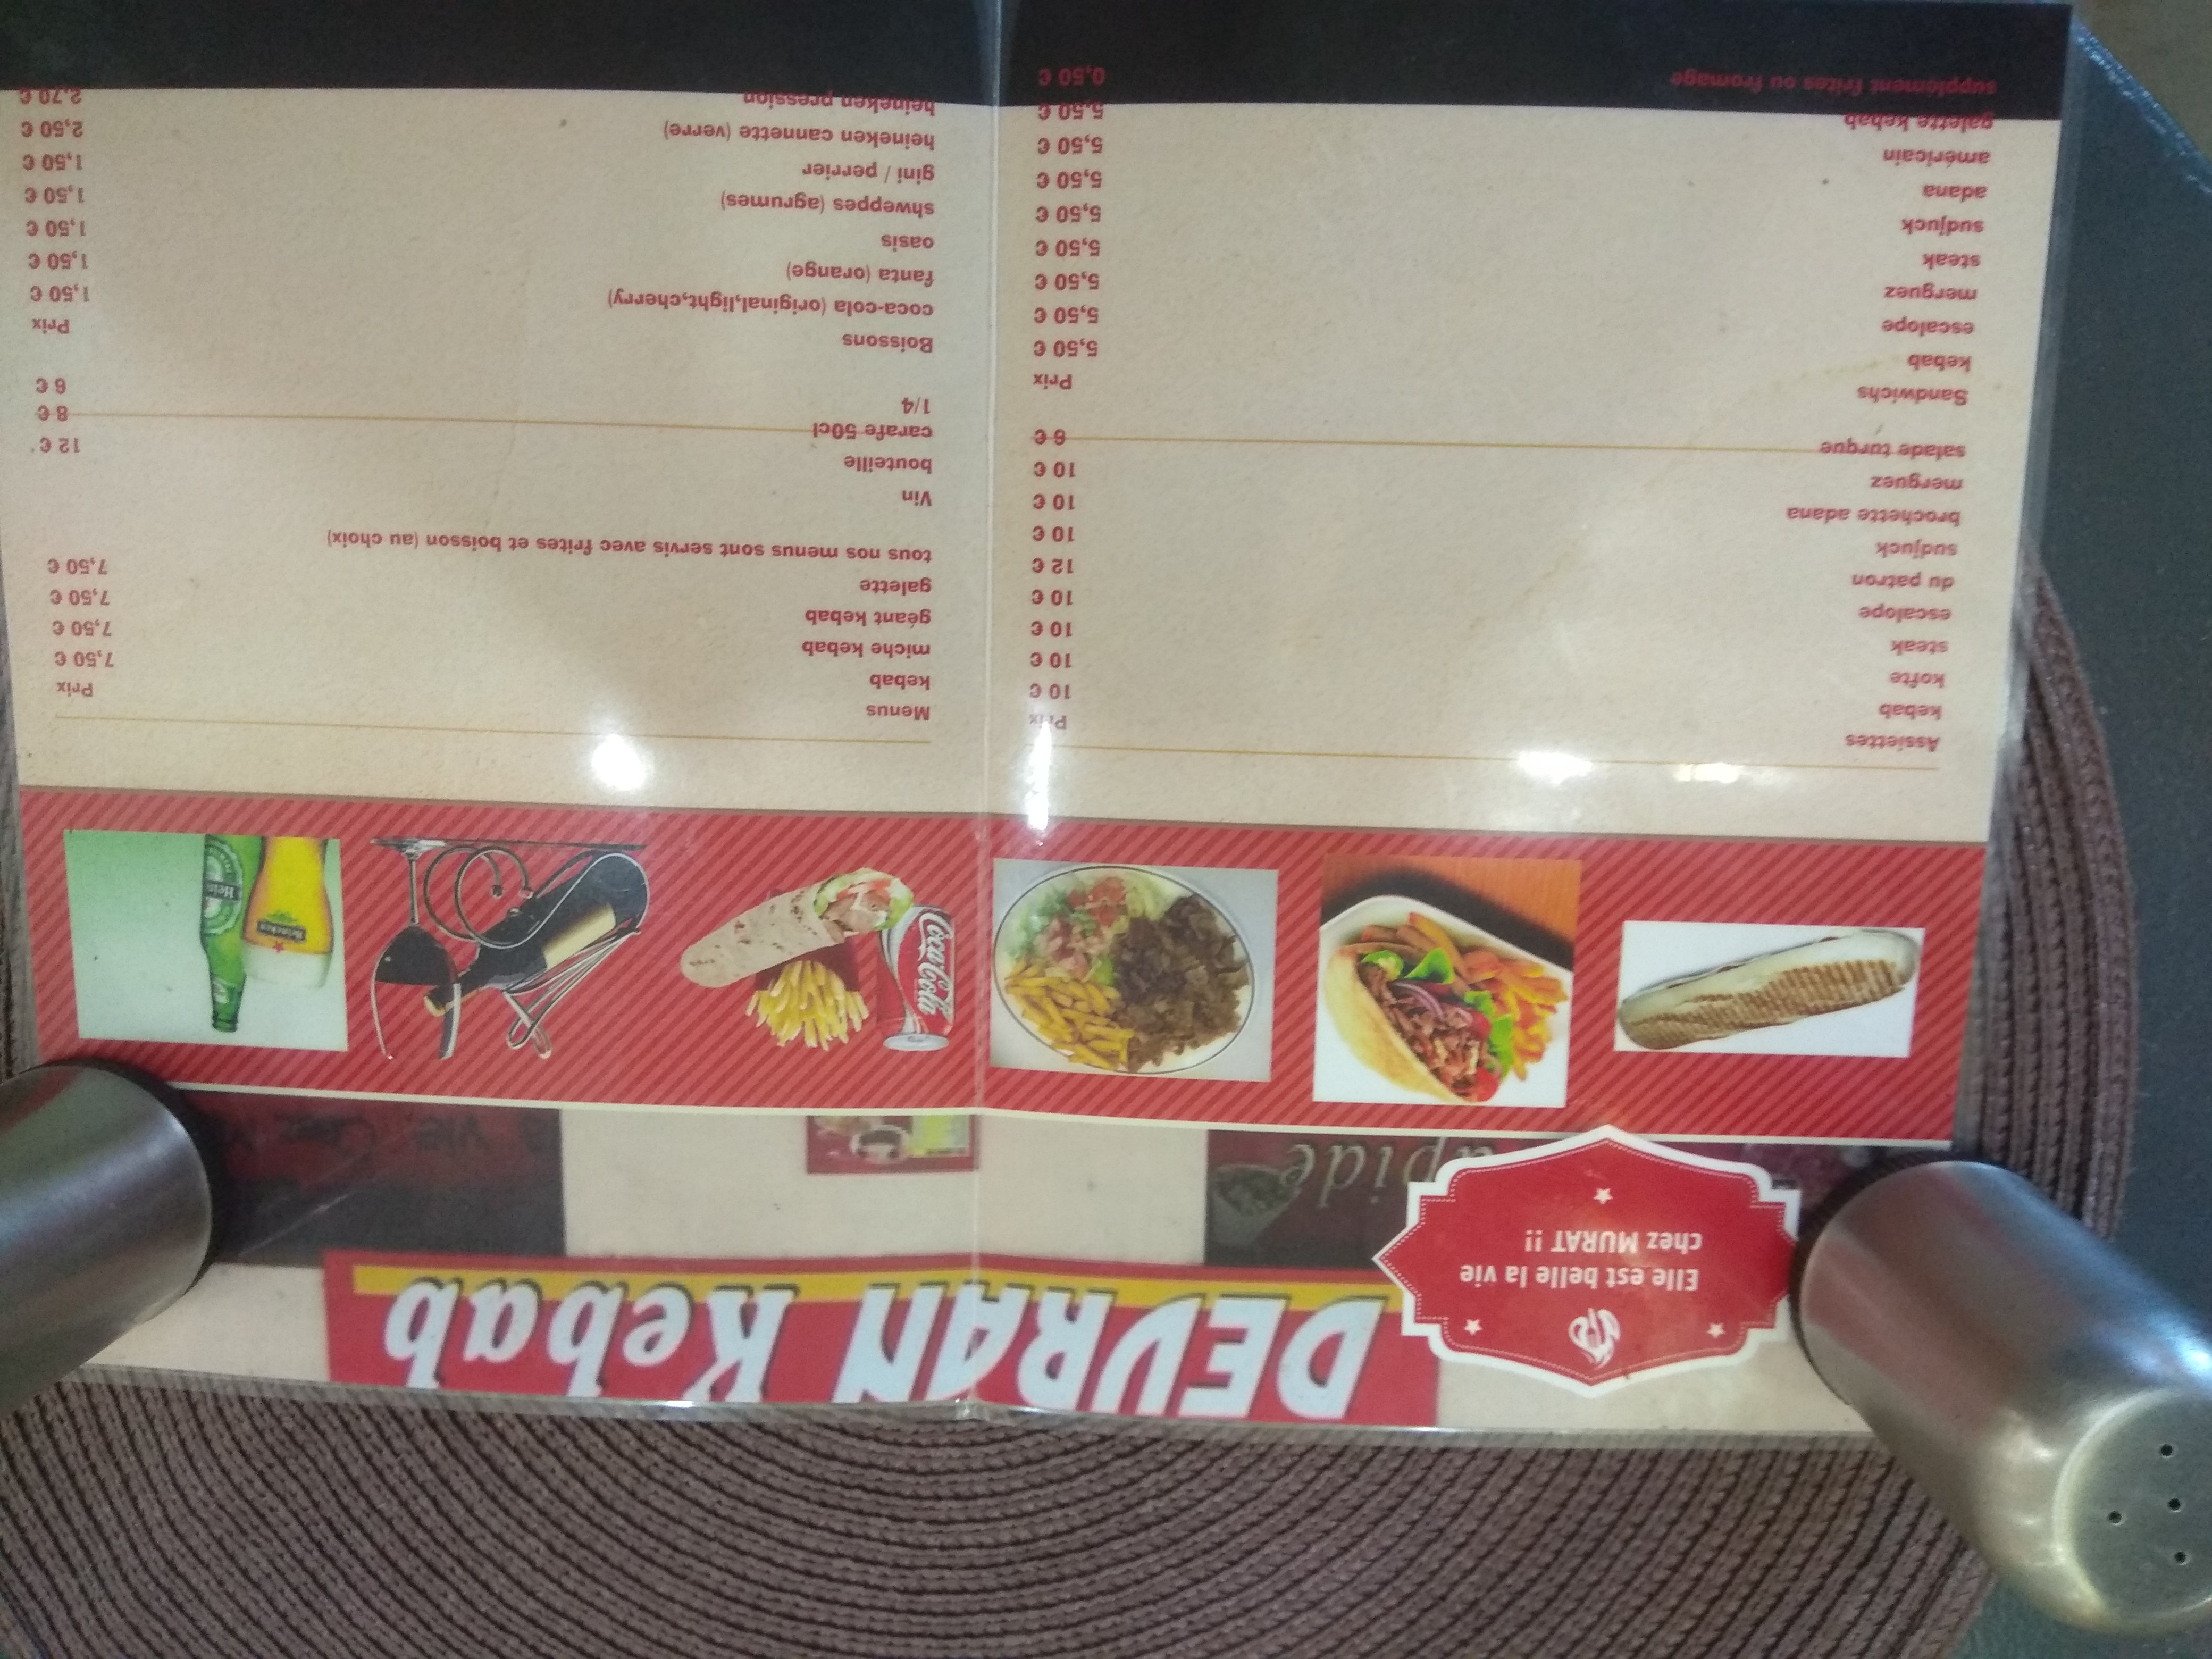 DEVRAN Kebab
Elle est belle la vie
chez MURAT !!
Coca-Cola
Heineken
Assiettes Prix
kebab 10 €
kofte 10 €
steak 10 €
escalope 10 €
du patron 12 €
sudjuck 10 €
brochette adana 10 €
merguez 10 €
salade turque 6 €
Sandwichs Prix
kebab 5,50 €
escalope 5,50 €
merguez 5,50 €
steak 5,50 €
sudjuck 5,50 €
adana 5,50 €
américain 5,50 €
galette kebab 5,50 €
supplément frites ou fromage 0,50 €
Menus Prix
kebab 7,50 €
miche kebab 7,50 €
géant kebab 7,50 €
galette 7,50 €
tous nos menus sont servis avec frites et boisson (au choix)
Vin
bouteille 12 €
carafe 50cl 8 €
1/4 6 €
Boissons Prix
coca-cola (original,light,cherry) 1,50 €
fanta (orange) 1,50 €
oasis 1,50 €
shweppes (agrumes) 1,50 €
gini / perrier 1,50 €
heineken cannette (verre) 2,50 €
heineken pression 2,70 €